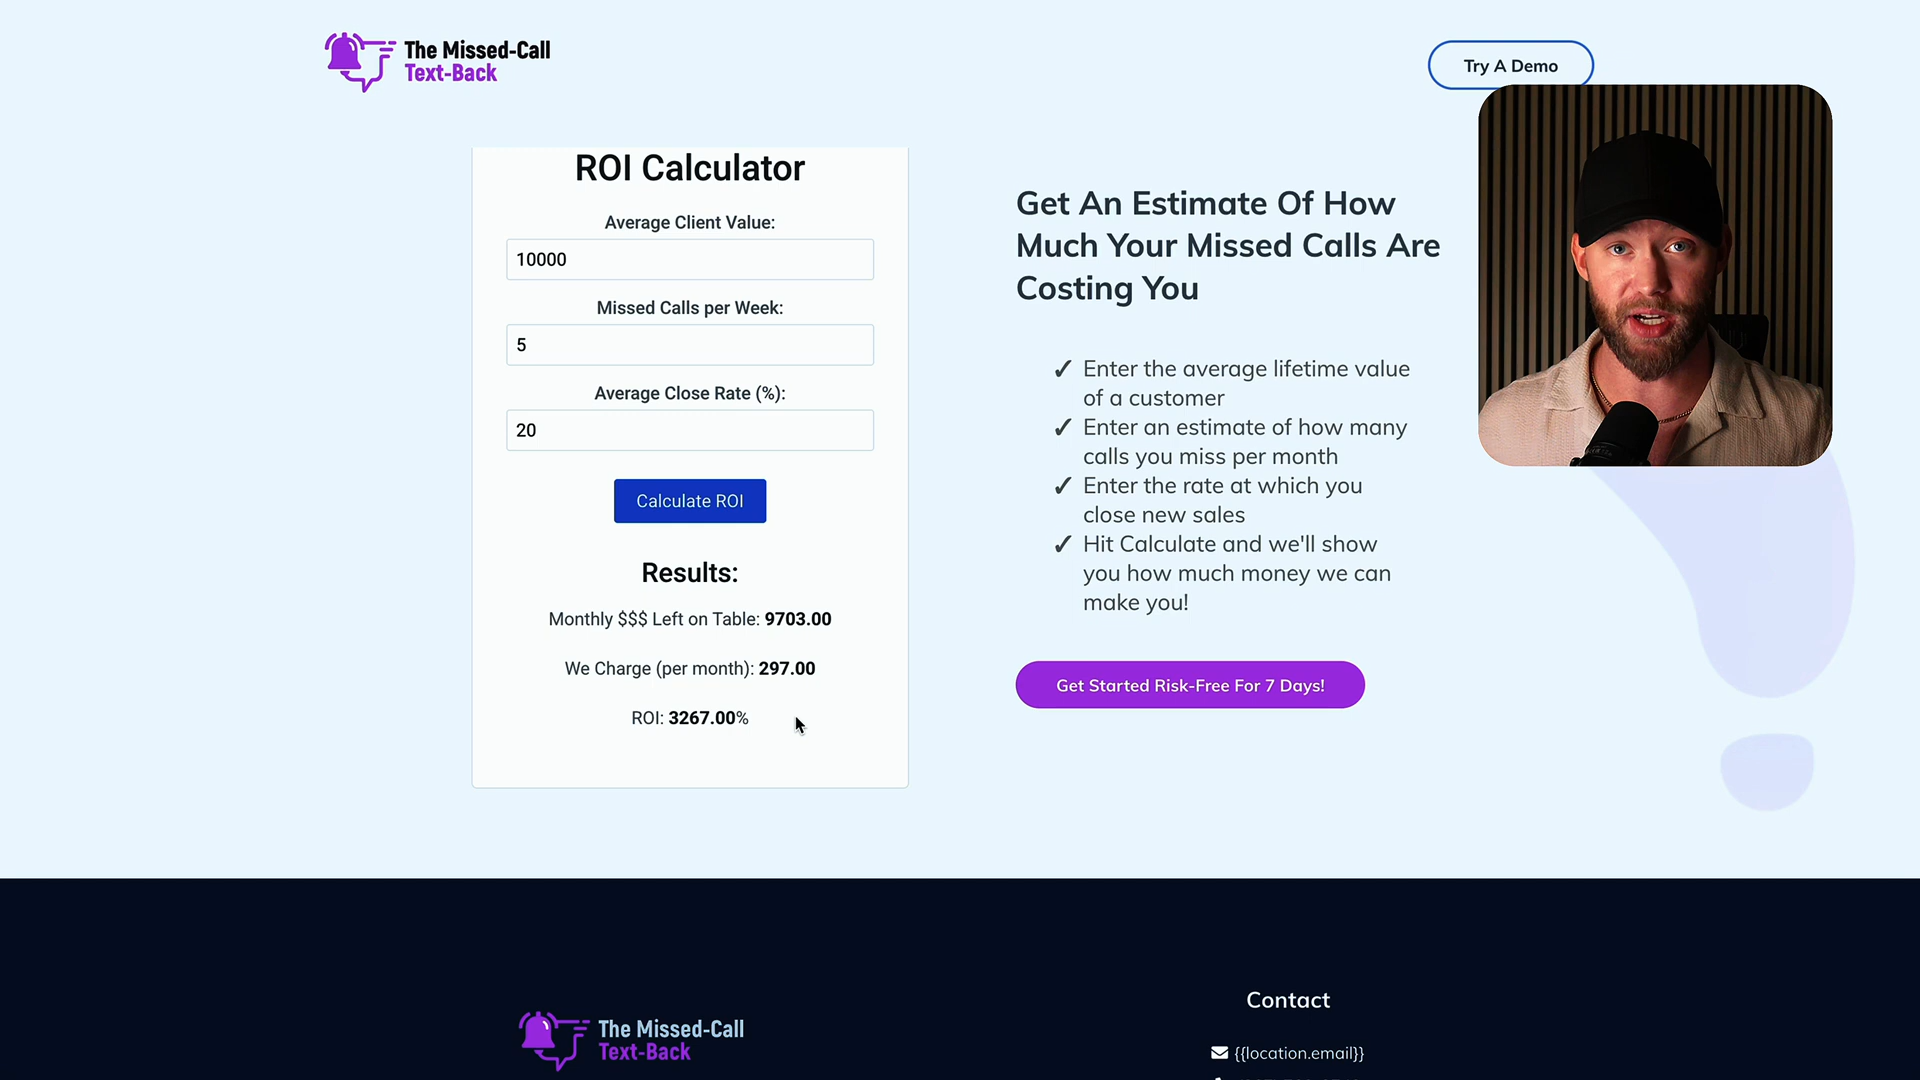 The Missed-Call
Text-Back
Try A Demo
ROI Calculator
Average Client Value:
10000
Missed Calls per Week:
5
Average Close Rate (%):
20
Calculate ROI
Results:
Monthly $$$ Left on Table: 9703.00
We Charge (per month): 297.00
ROI: 3267.00%
Get An Estimate Of How
Much Your Missed Calls Are
Costing You
✓ Enter the average lifetime value
of a customer
✓ Enter an estimate of how many
calls you miss per month
✓ Enter the rate at which you
close new sales
✓ Hit Calculate and we'll show
you how much money we can
make you!
Get Started Risk-Free For 7 Days!
The Missed-Call
Text-Back
Contact
{{location.email}}